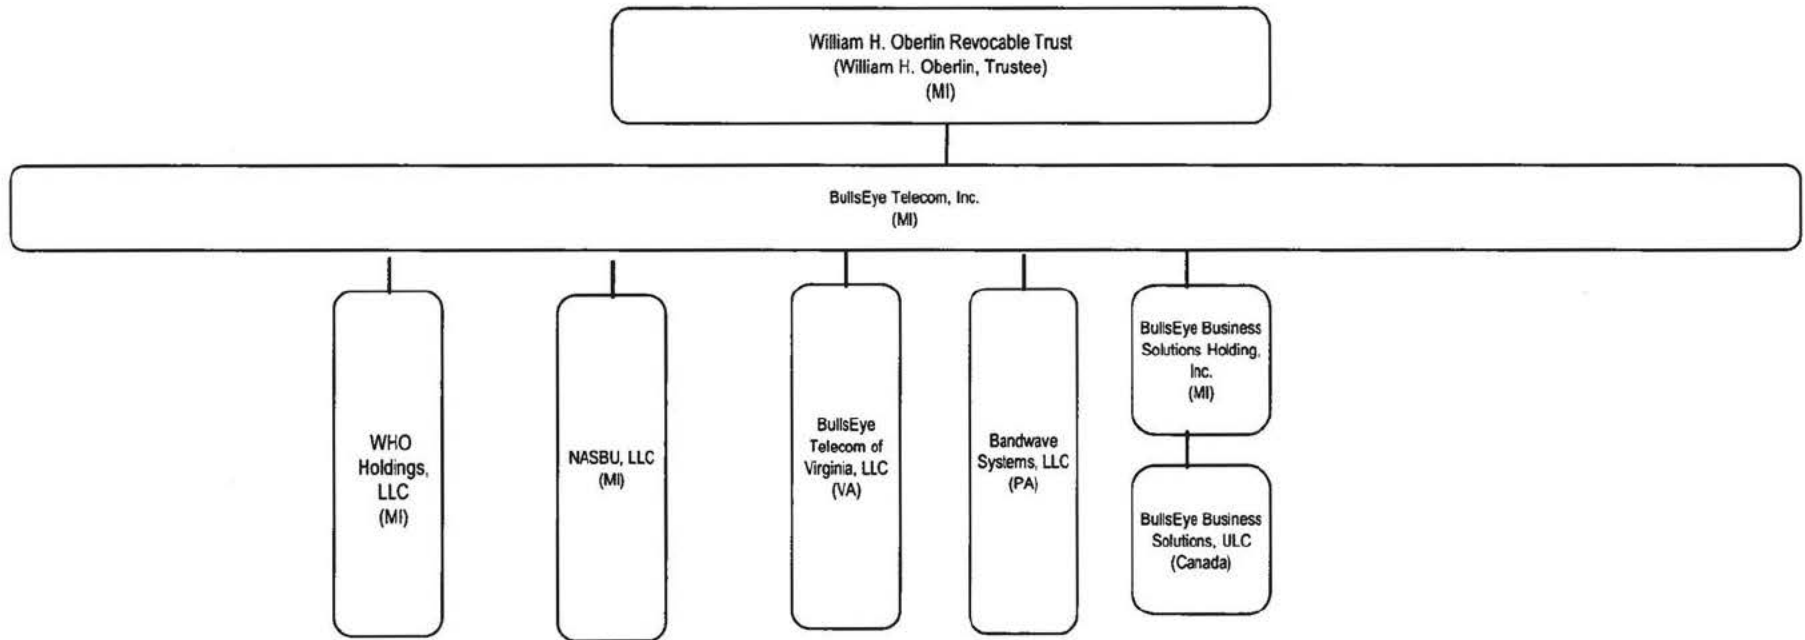 William H. Oberlin Revocable Trust
(William H. Oberlin, Trustee)
(MI)
BullsEye Telecom, Inc.
(MI)
WHO
Holdings,
LLC
(MI)
NASBU, LLC
(MI)
BullsEye
Telecom of
Virginia, LLC
(VA)
Bandwave
Systems, LLC
(PA)
BullsEye Business
Solutions Holding,
Inc.
(MI)
BullsEye Business
Solutions, ULC
(Canada)